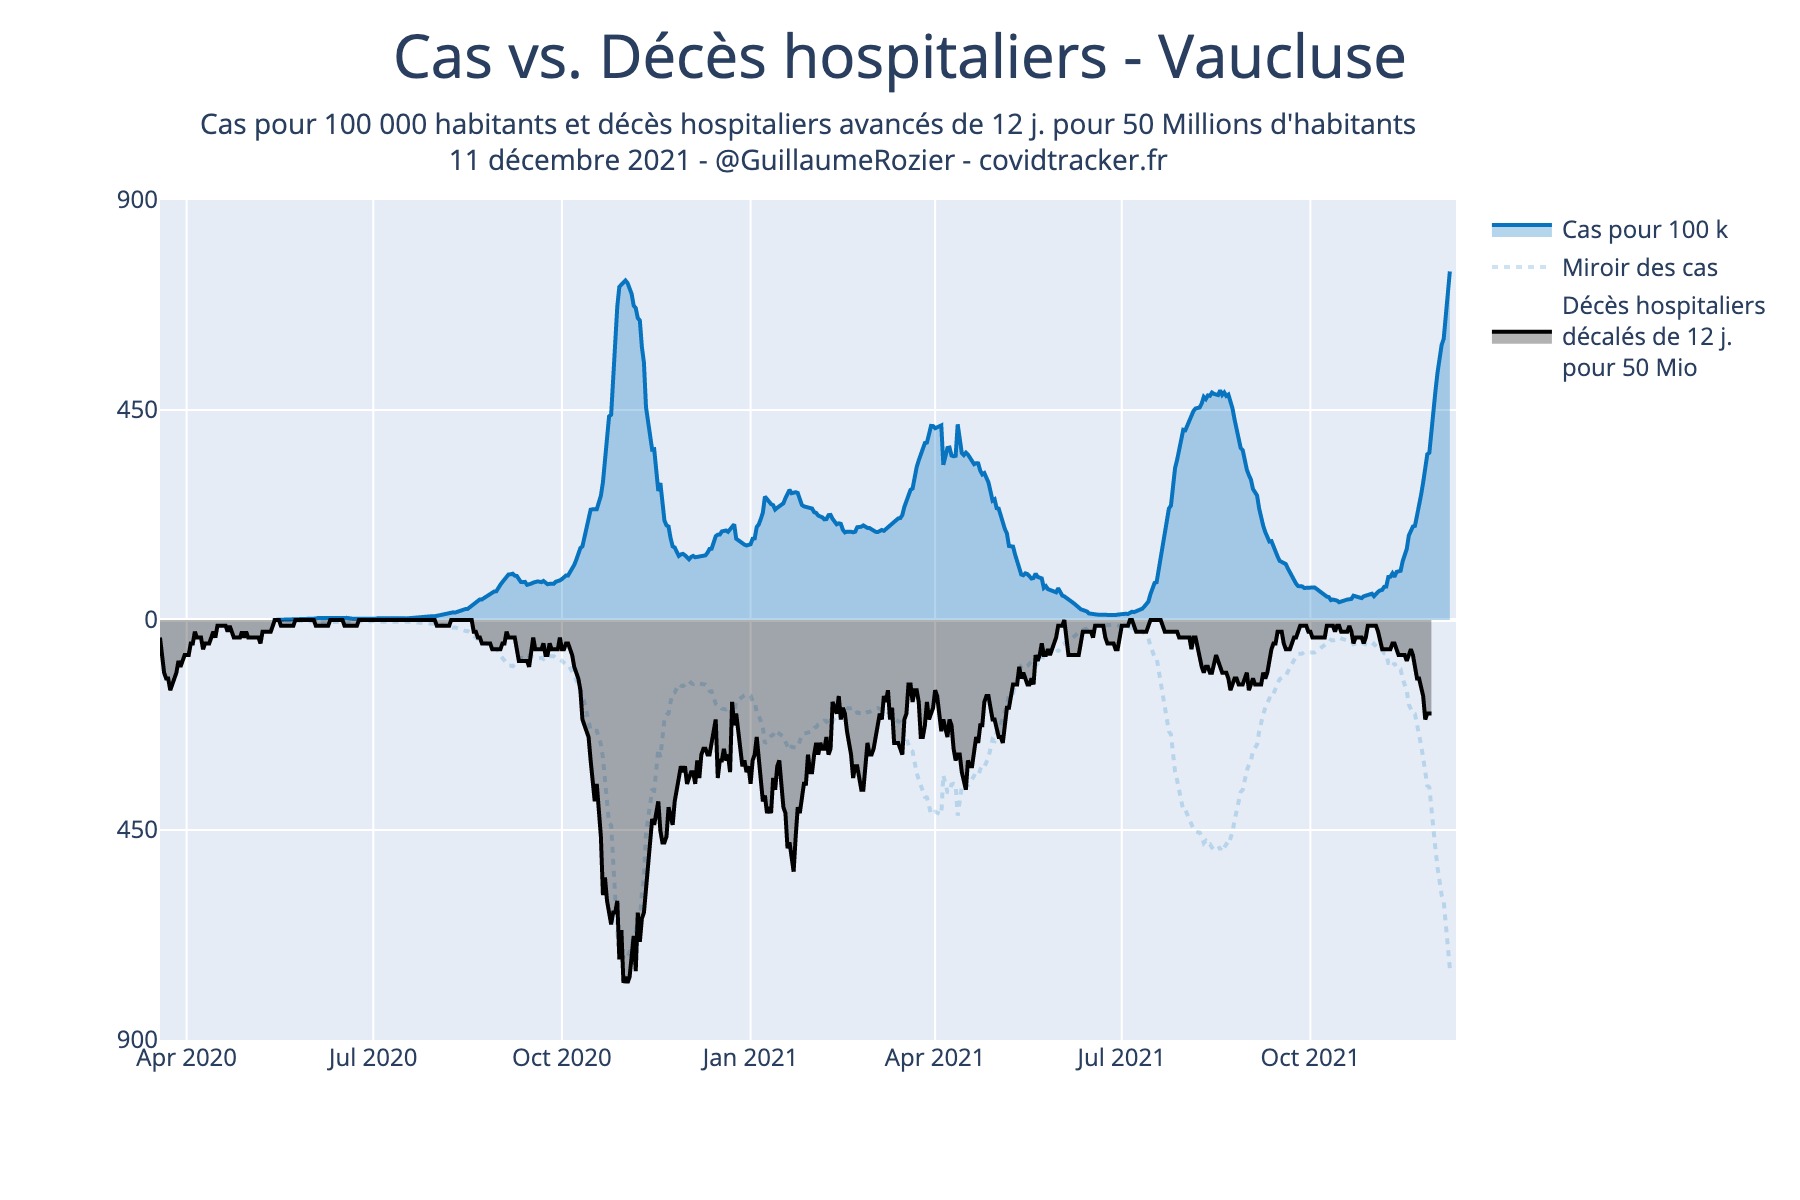 Cas vs. Décès hospitaliers - Vaucluse
Cas pour 100 000 habitants et décès hospitaliers avancés de 12 j. pour 50 Millions d'habitants
11 décembre 2021 - @GuillaumeRozier - covidtracker.fr
900
450
0
450
900
Apr 2020
Jul 2020
Oct 2020
Jan 2021
Apr 2021
Jul 2021
Oct 2021
Cas pour 100 k
Miroir des cas
Décès hospitaliers
décalés de 12 j.
pour 50 Mio